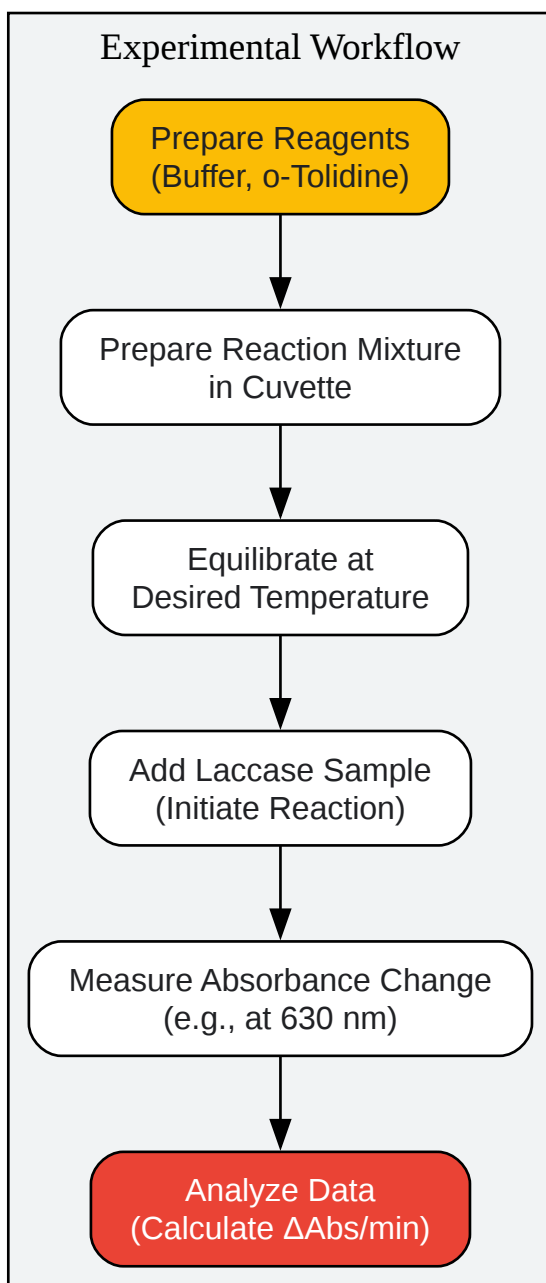 Experimental Workflow
Prepare Reagents
(Buffer, o-Tolidine)
Prepare Reaction Mixture
in Cuvette
Equilibrate at
Desired Temperature
Add Laccase Sample
(Initiate Reaction)
Measure Absorbance Change
(e.g., at 630 nm)
Analyze Data
(Calculate ΔAbs/min)